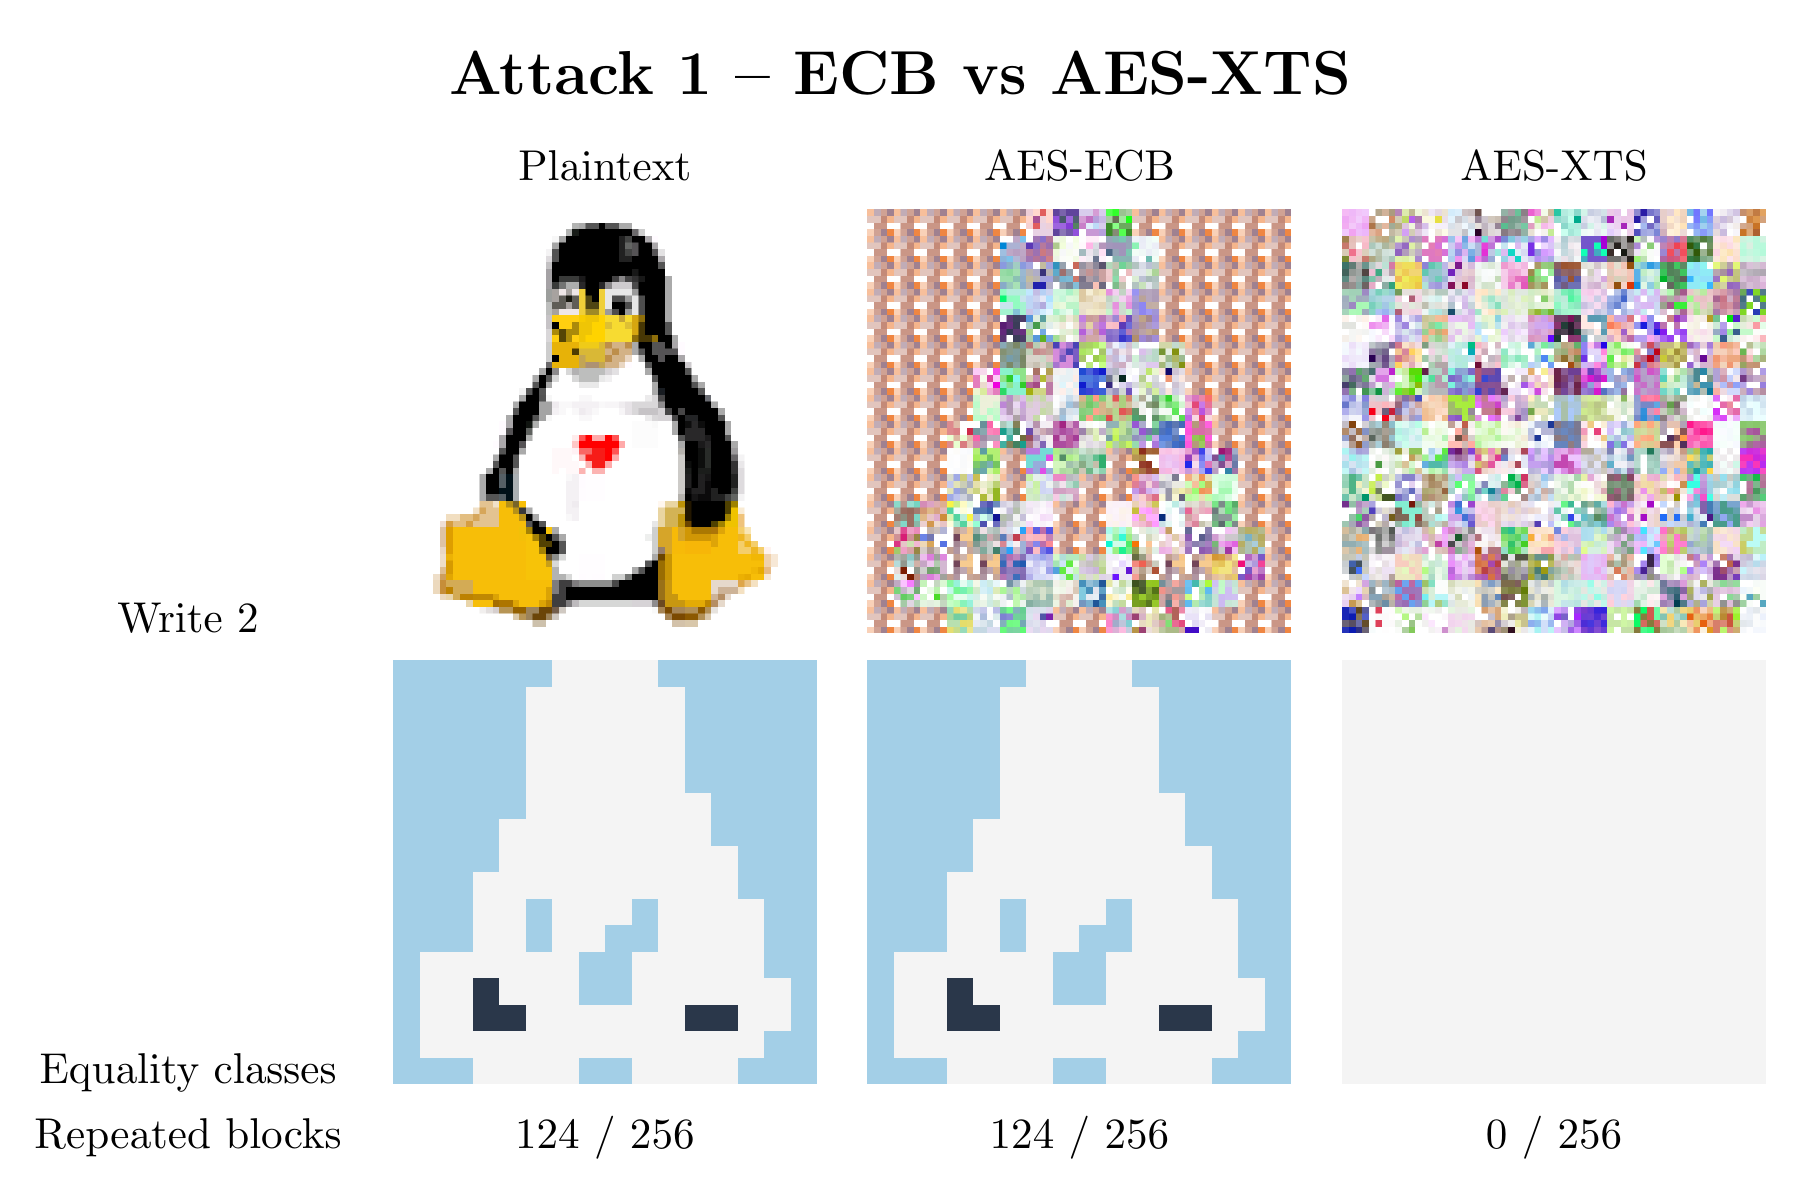 Attack 1 – ECB vs AES-XTS
Plaintext AES-ECB AES-XTS
Write 2
Equality classes
Repeated blocks 124 / 256 124 / 256 0 / 256